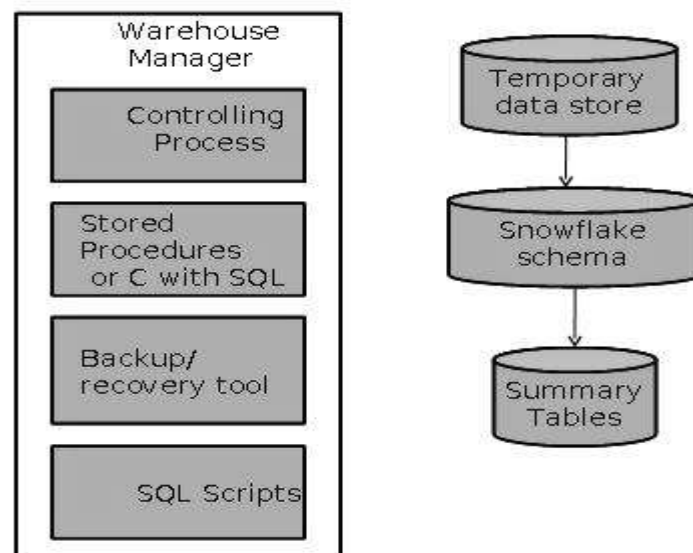 Warehouse
Manager
Controlling
Process
Stored
Procedures
or C with SQL
Backup/
recovery tool
SQL Scripts
Temporary
data store
Snowflake
schema
Summary
Tables